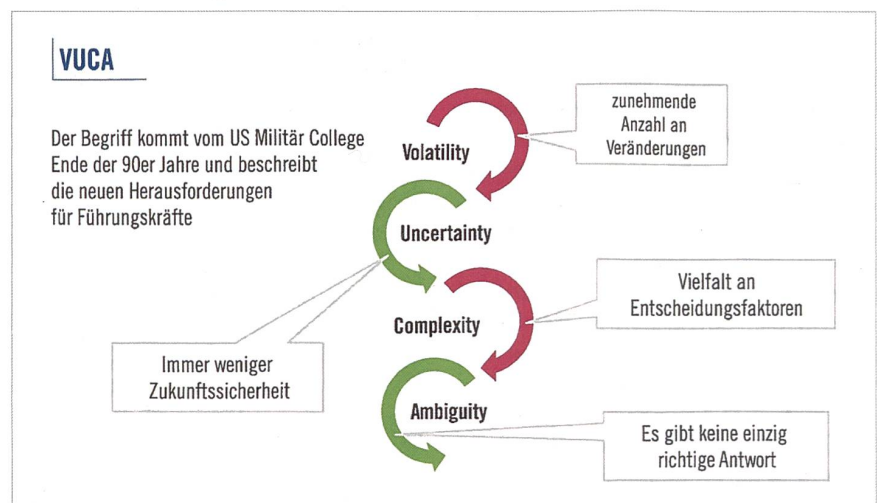 VUCA
Der Begriff kommt vom US Militär College
Ende der 90er Jahre und beschreibt
die neuen Herausforderungen
für Führungskräfte
Volatility
zunehmende
Anzahl an
Veränderungen
Uncertainty
Immer weniger
Zukunftssicherheit
Complexity
Vielfalt an
Entscheidungsfaktoren
Ambiguity
Es gibt keine einzig
richtige Antwort